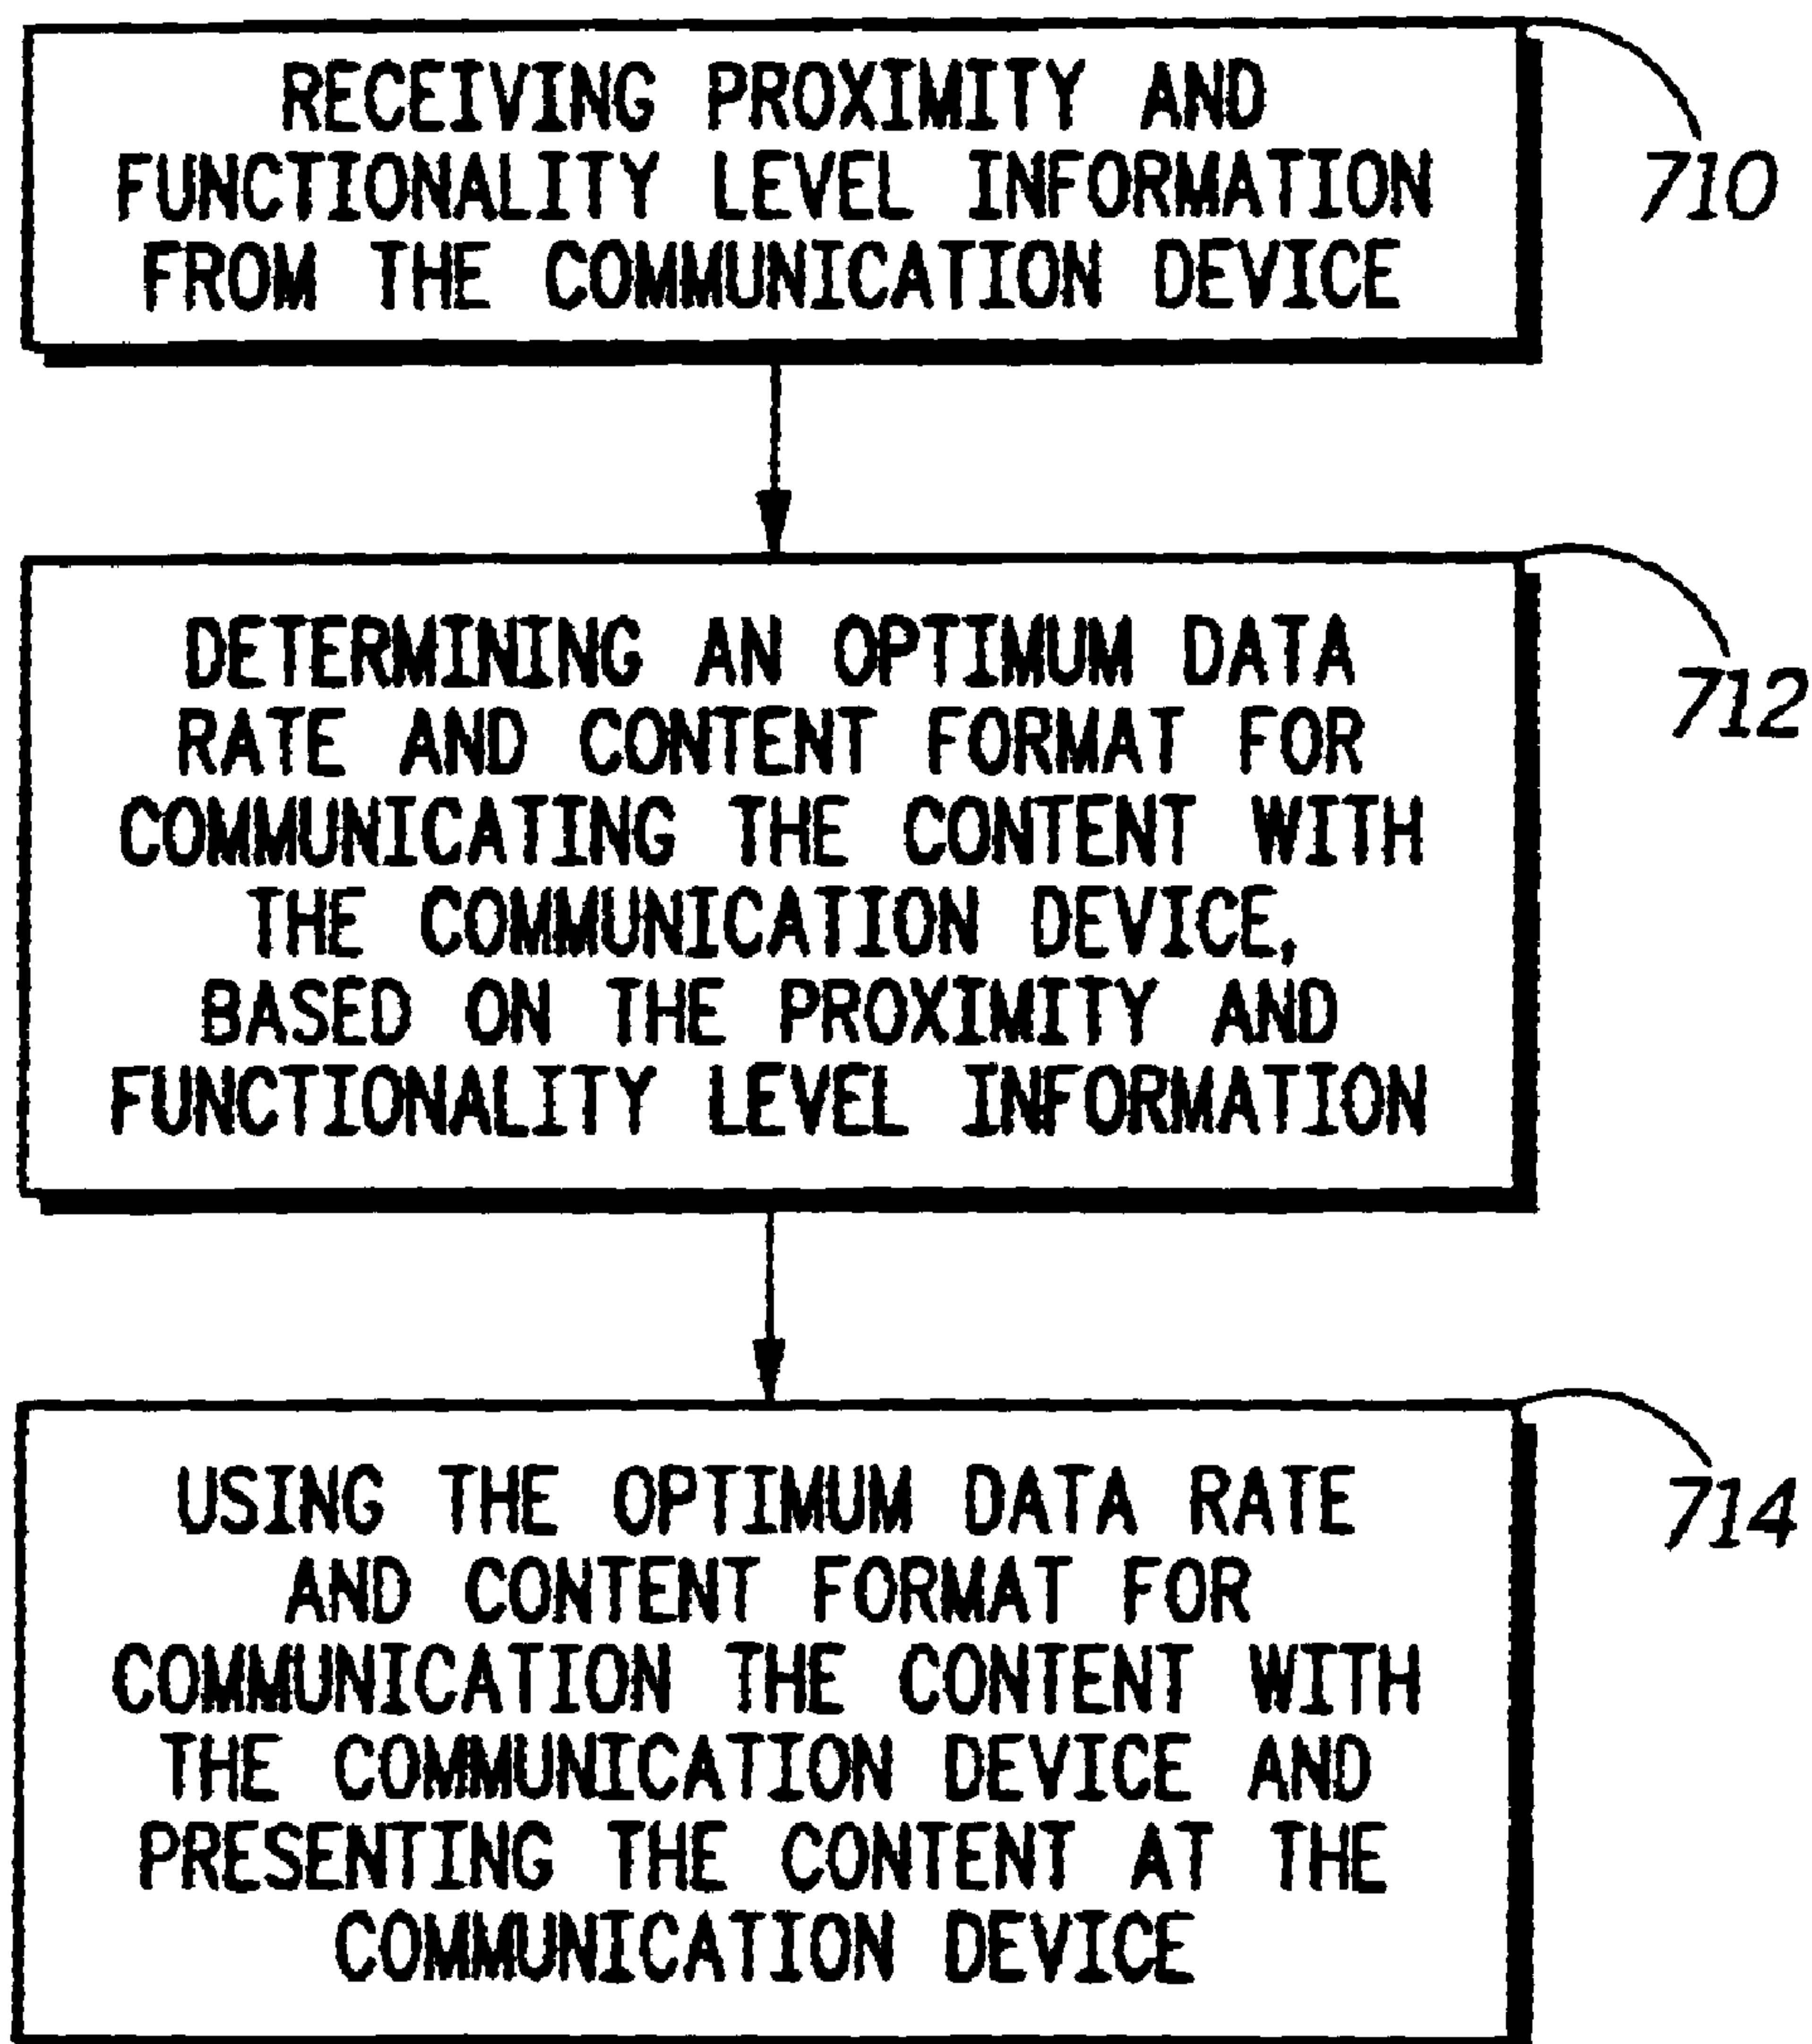 RECEIVING PROXIMITY AND
FUNCTIONALITY LEVEL INFORMATION
FROM THE COMMUNICATION DEVICE
710
DETERMINING AN OPTIMUM DATA
RATE AND CONTENT FORMAT FOR
COMMUNICATING THE CONTENT WITH
THE COMMUNICATION DEVICE,
BASED ON THE PROXIMITY AND
FUNCTIONALITY LEVEL INFORMATION
712
USING THE OPTIMUM DATA RATE
AND CONTENT FORMAT FOR
COMMUNICATION THE CONTENT WITH
THE COMMUNICATION DEVICE AND
PRESENTING THE CONTENT AT THE
COMMUNICATION DEVICE
714